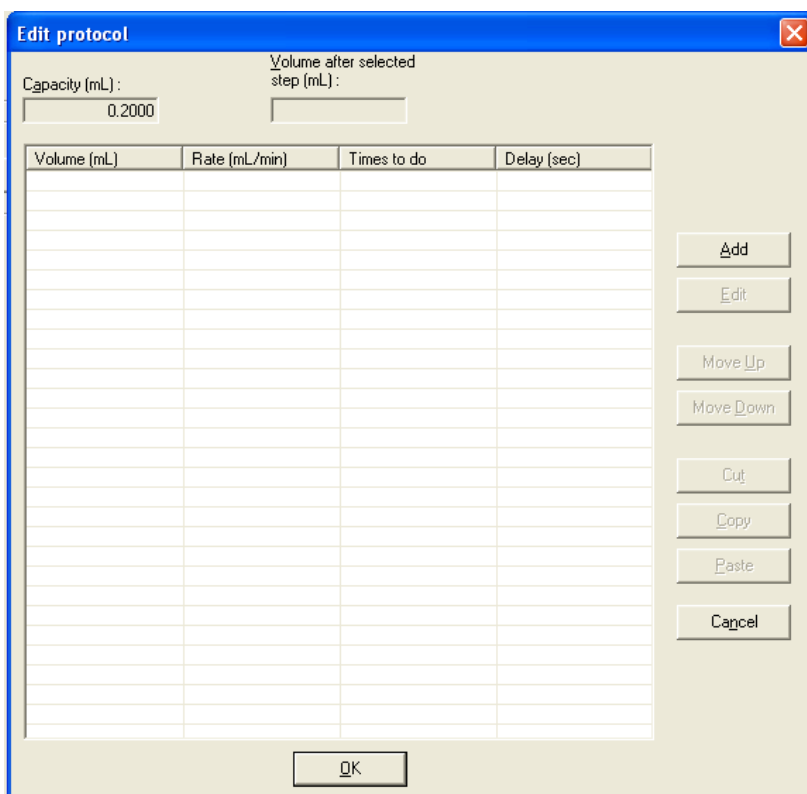 Edit protocol
Capacity (mL) :
Volume after selected
step (mL) :
0.2000
Volume (mL) Rate (mL/min) Times to do Delay (sec)
Add
Edit
Move Up
Move Down
Cut
Copy
Paste
Cancel
OK